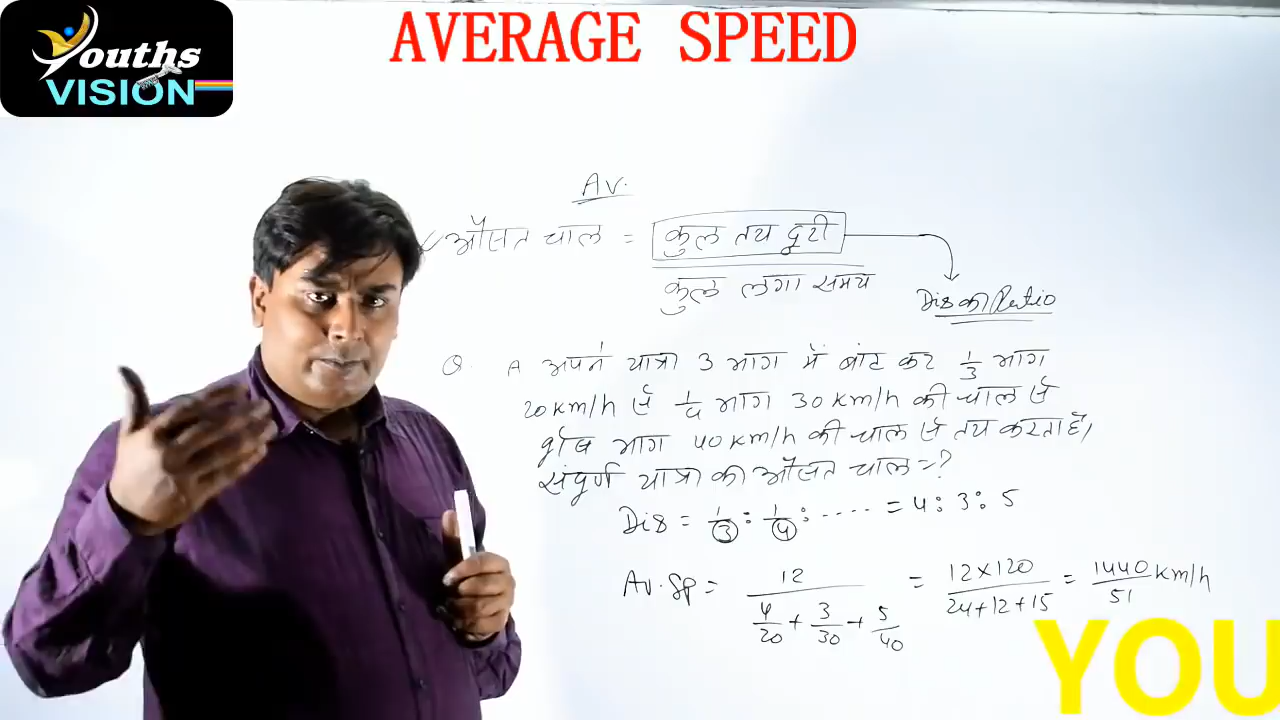 Youths
VISION
AVERAGE SPEED
Av.
औसत चाल = कुल तय दूरी
कुल लगा समय
Dis का Ratio
Q. A अपने यात्रा 3 भाग में बांट कर 1/3 भाग
20 km/h से 1/4 भाग 30 km/h की चाल से
शेष भाग 40 km/h की चाल से तय करता है,
संपूर्ण यात्रा की औसत चाल = ?
Dis = 1/3 : 1/4 : ..... = 4 : 3 : 5
Av. Sp = 12 / (4/20 + 3/30 + 5/40) = 12×120 / (24+12+15) = 1440/51 km/h
YOU